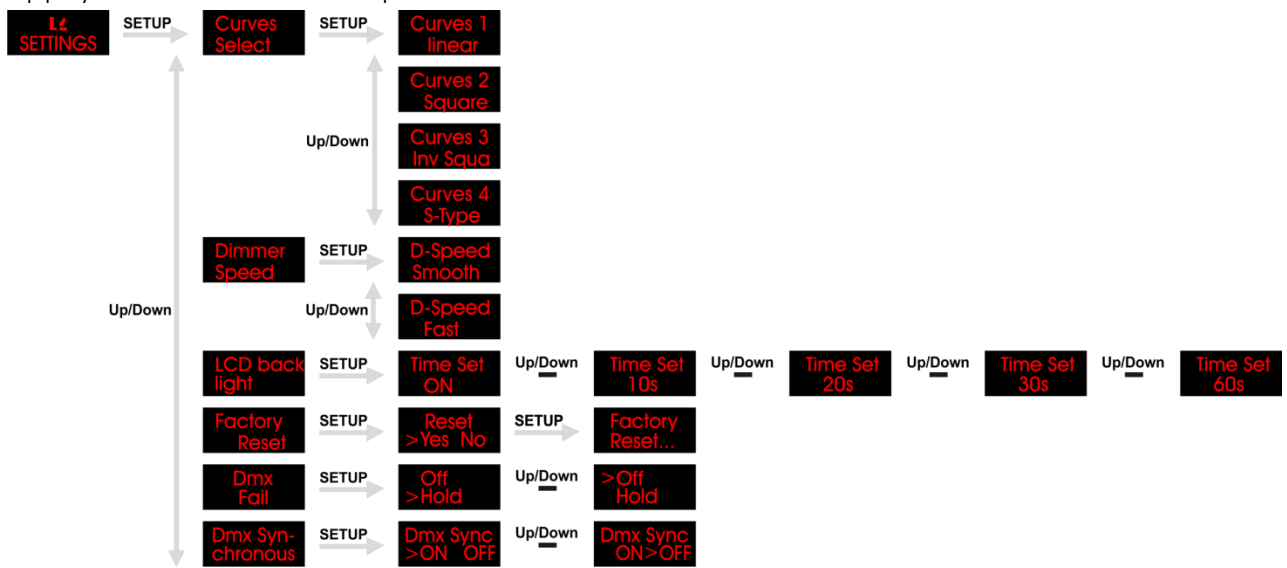 SETTINGS
SETUP
Curves
Select
SETUP
Curves 1
linear
Curves 2
Square
Up/Down
Curves 3
Inv Squa
Curves 4
S-Type
Dimmer
Speed
SETUP
D-Speed
Smooth
Up/Down
Up/Down
D-Speed
Fast
LCD back
light
SETUP
Time Set
ON
Up/Down
Time Set
10s
Up/Down
Time Set
20s
Up/Down
Time Set
30s
Up/Down
Time Set
60s
Factory
Reset
SETUP
Reset
>Yes No
SETUP
Factory
Reset...
Dmx
Fail
SETUP
Off
>Hold
Up/Down
>Off
Hold
Dmx Syn-
chronous
SETUP
Dmx Sync
>ON OFF
Up/Down
Dmx Sync
ON>OFF